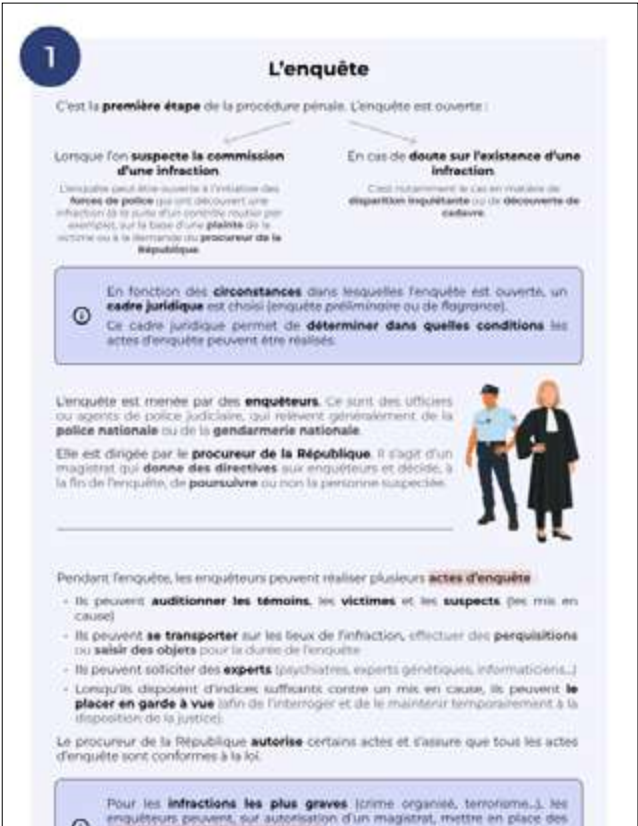 1
L'enquête
C'est la première étape de la procédure pénale. L'enquête est ouverte :
Lorsque l'on suspecte la commission
d'une infraction
L'enquête peut être ouverte à l'initiative des
forces de police qui ont découvert une
infraction (à la suite d'un contrôle routier par
exemple), sur la base d'une plainte de la
victime ou à la demande du procureur de la
République
En cas de doute sur l'existence d'une
infraction
C'est notamment le cas en matière de
disparition inquiétante ou de découverte de
cadavre.
En fonction des circonstances dans lesquelles l'enquête est ouverte, un
cadre juridique est choisi (enquête préliminaire ou de flagrance).
Ce cadre juridique permet de déterminer dans quelles conditions les
actes d'enquête peuvent être réalisés.
L'enquête est menée par des enquêteurs. Ce sont des officiers
ou agents de police judiciaire, qui relèvent généralement de la
police nationale ou de la gendarmerie nationale
Elle est dirigée par le procureur de la République. Il s'agit d'un
magistrat qui donne des directives aux enquêteurs et décide, à
la fin de l'enquête, de poursuivre ou non la personne suspectée.
Pendant l'enquête, les enquêteurs peuvent réaliser plusieurs actes d'enquête
- Ils peuvent auditionner les témoins, les victimes et les suspects (les mis en
cause)
- Ils peuvent se transporter sur les lieux de l'infraction, effectuer des perquisitions
ou saisir des objets pour la durée de l'enquête
- Ils peuvent solliciter des experts (psychiatres, experts génétiques, informaticiens...)
- Lorsqu'ils disposent d'indices suffisants contre un mis en cause, ils peuvent le
placer en garde à vue (afin de l'interroger et de le maintenir temporairement à la
disposition de la justice).
Le procureur de la République autorise certains actes et s'assure que tous les actes
d'enquête sont conformes à la loi.
Pour les infractions les plus graves (crime organisé, terrorisme...), les
enquêteurs peuvent, sur autorisation d'un magistrat, mettre en place des